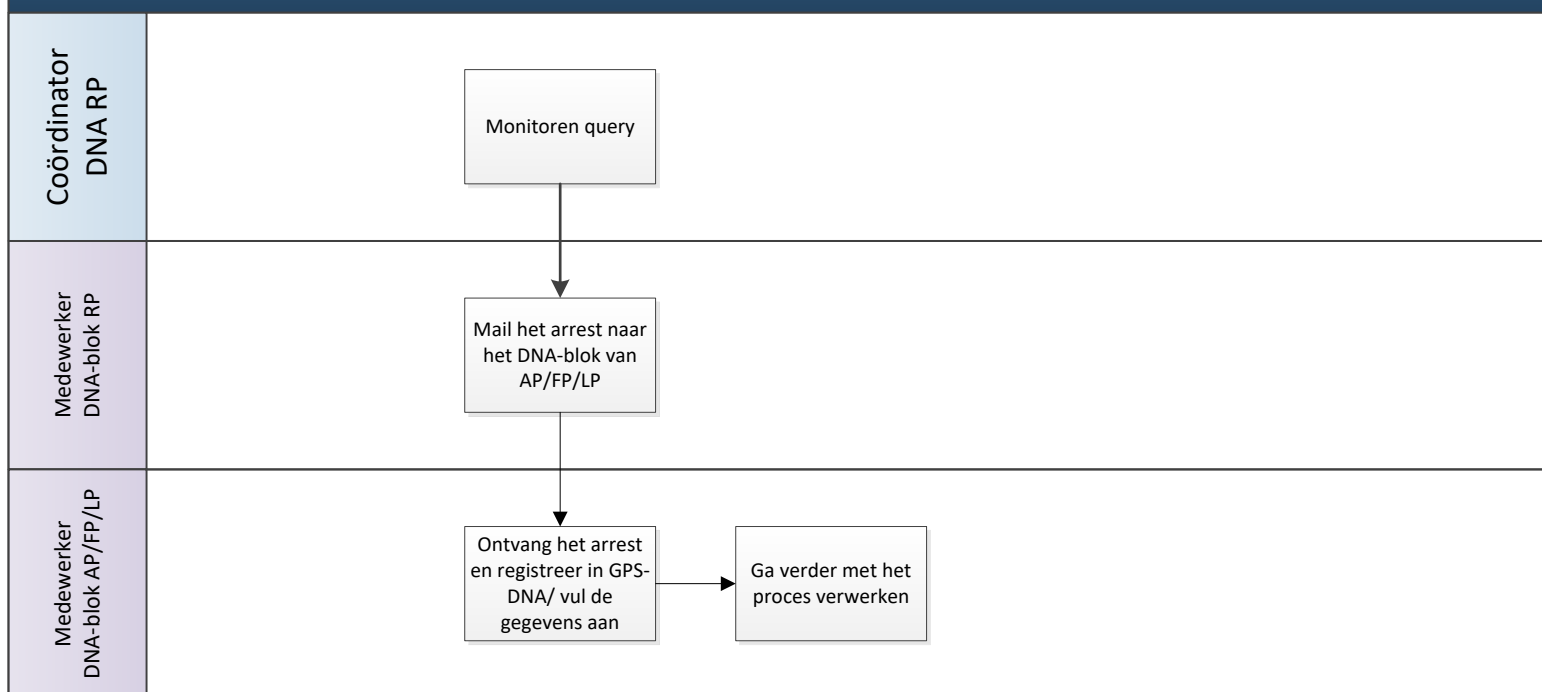 Coördinator
DNA RP
Monitoren query
Medewerker
DNA-blok RP
Mail het arrest naar
het DNA-blok van
AP/FP/LP
Medewerker
DNA-blok AP/FP/LP
Ontvang het arrest
en registreer in GPS-
DNA/ vul de
gegevens aan
Ga verder met het
proces verwerken